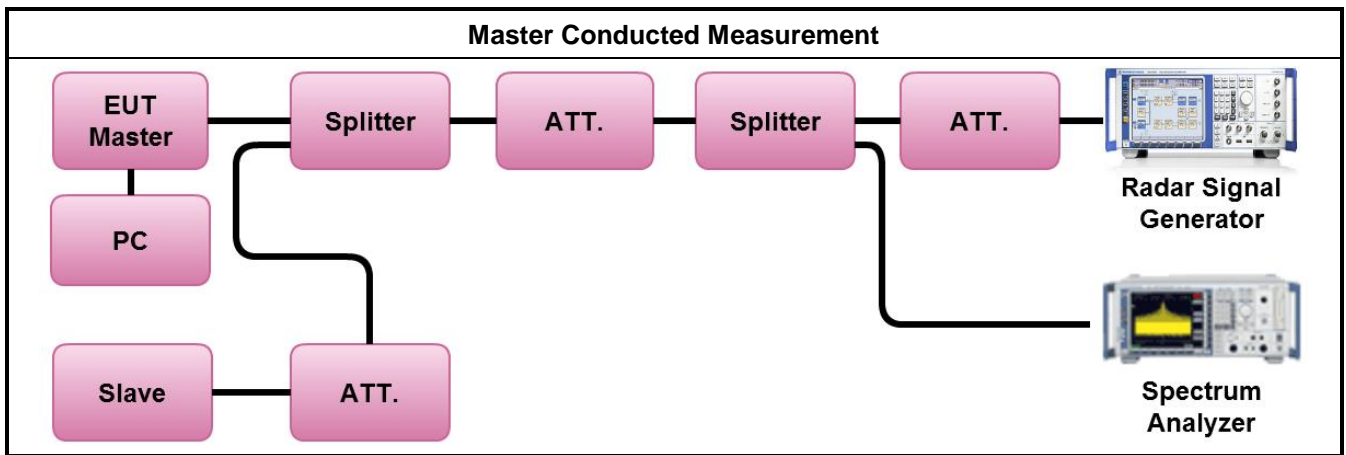 Master Conducted Measurement
EUT
Master
Splitter
ATT.
Splitter
ATT.
Radar Signal
Generator
PC
Slave
ATT.
Spectrum
Analyzer